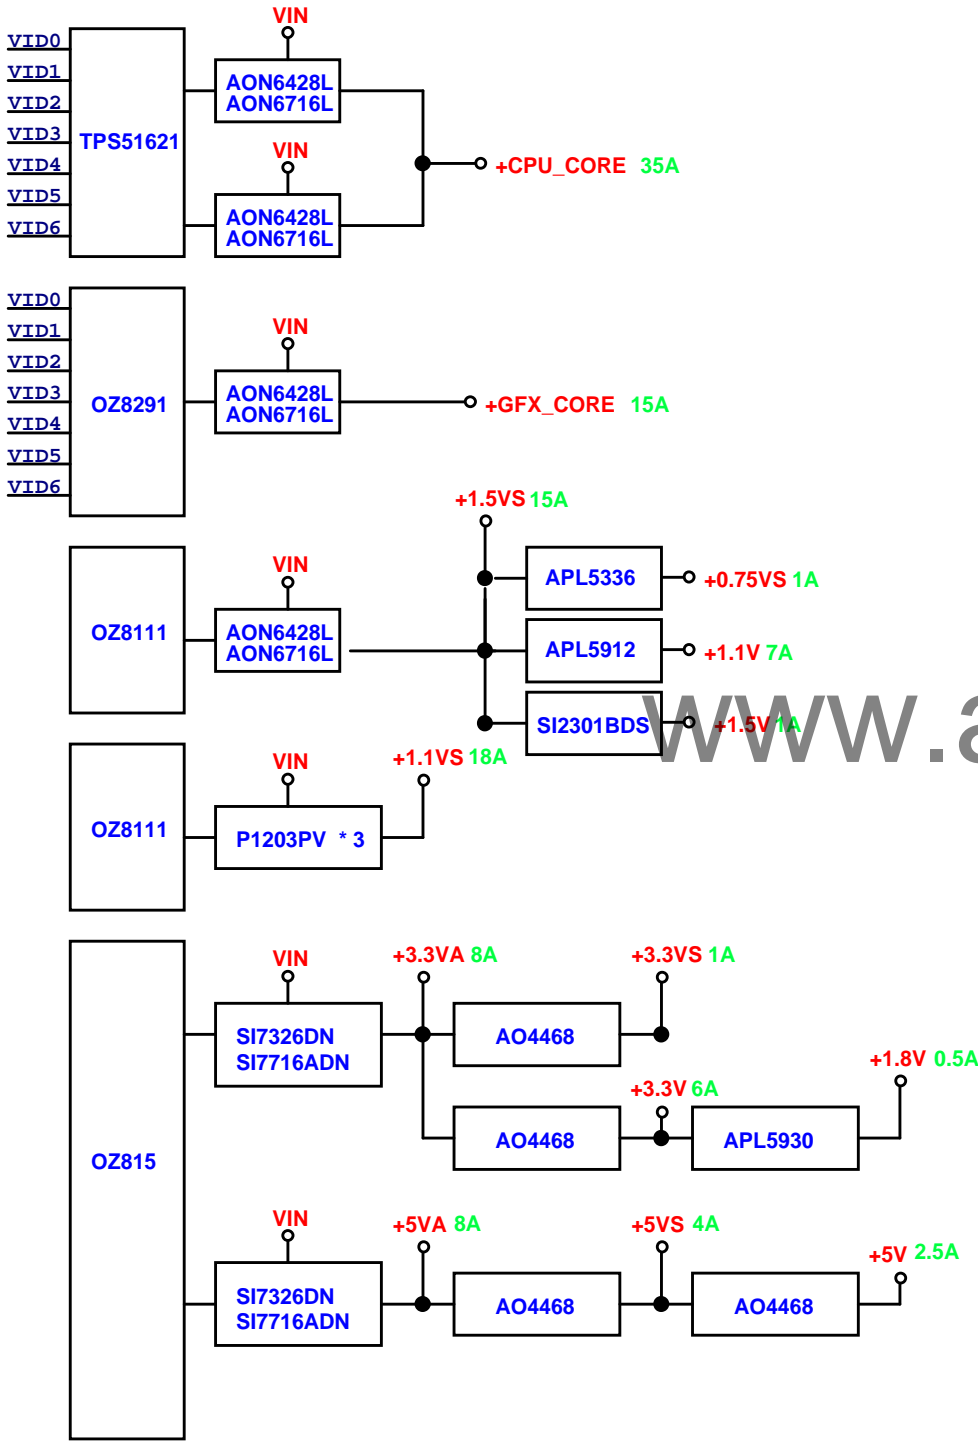 VIN
VID0
VID1
VID2
VID3
VID4
VID5
VID6
TPS51621
AON6428L
AON6716L
VIN
AON6428L
AON6716L
+CPU_CORE 35A
VID0
VID1
VID2
VID3
VID4
VID5
VID6
OZ8291
VIN
AON6428L
AON6716L
+GFX_CORE 15A
+1.5VS 15A
OZ8111
VIN
AON6428L
AON6716L
APL5336
+0.75VS 1A
APL5912
+1.1V 7A
SI2301BDS
+1.5V 1A
www.a
OZ8111
VIN
P1203PV * 3
+1.1VS 18A
OZ815
VIN
SI7326DN
SI7716ADN
+3.3VA 8A
AO4468
+3.3VS 1A
AO4468
+3.3V 6A
APL5930
+1.8V 0.5A
VIN
SI7326DN
SI7716ADN
+5VA 8A
AO4468
+5VS 4A
AO4468
+5V 2.5A